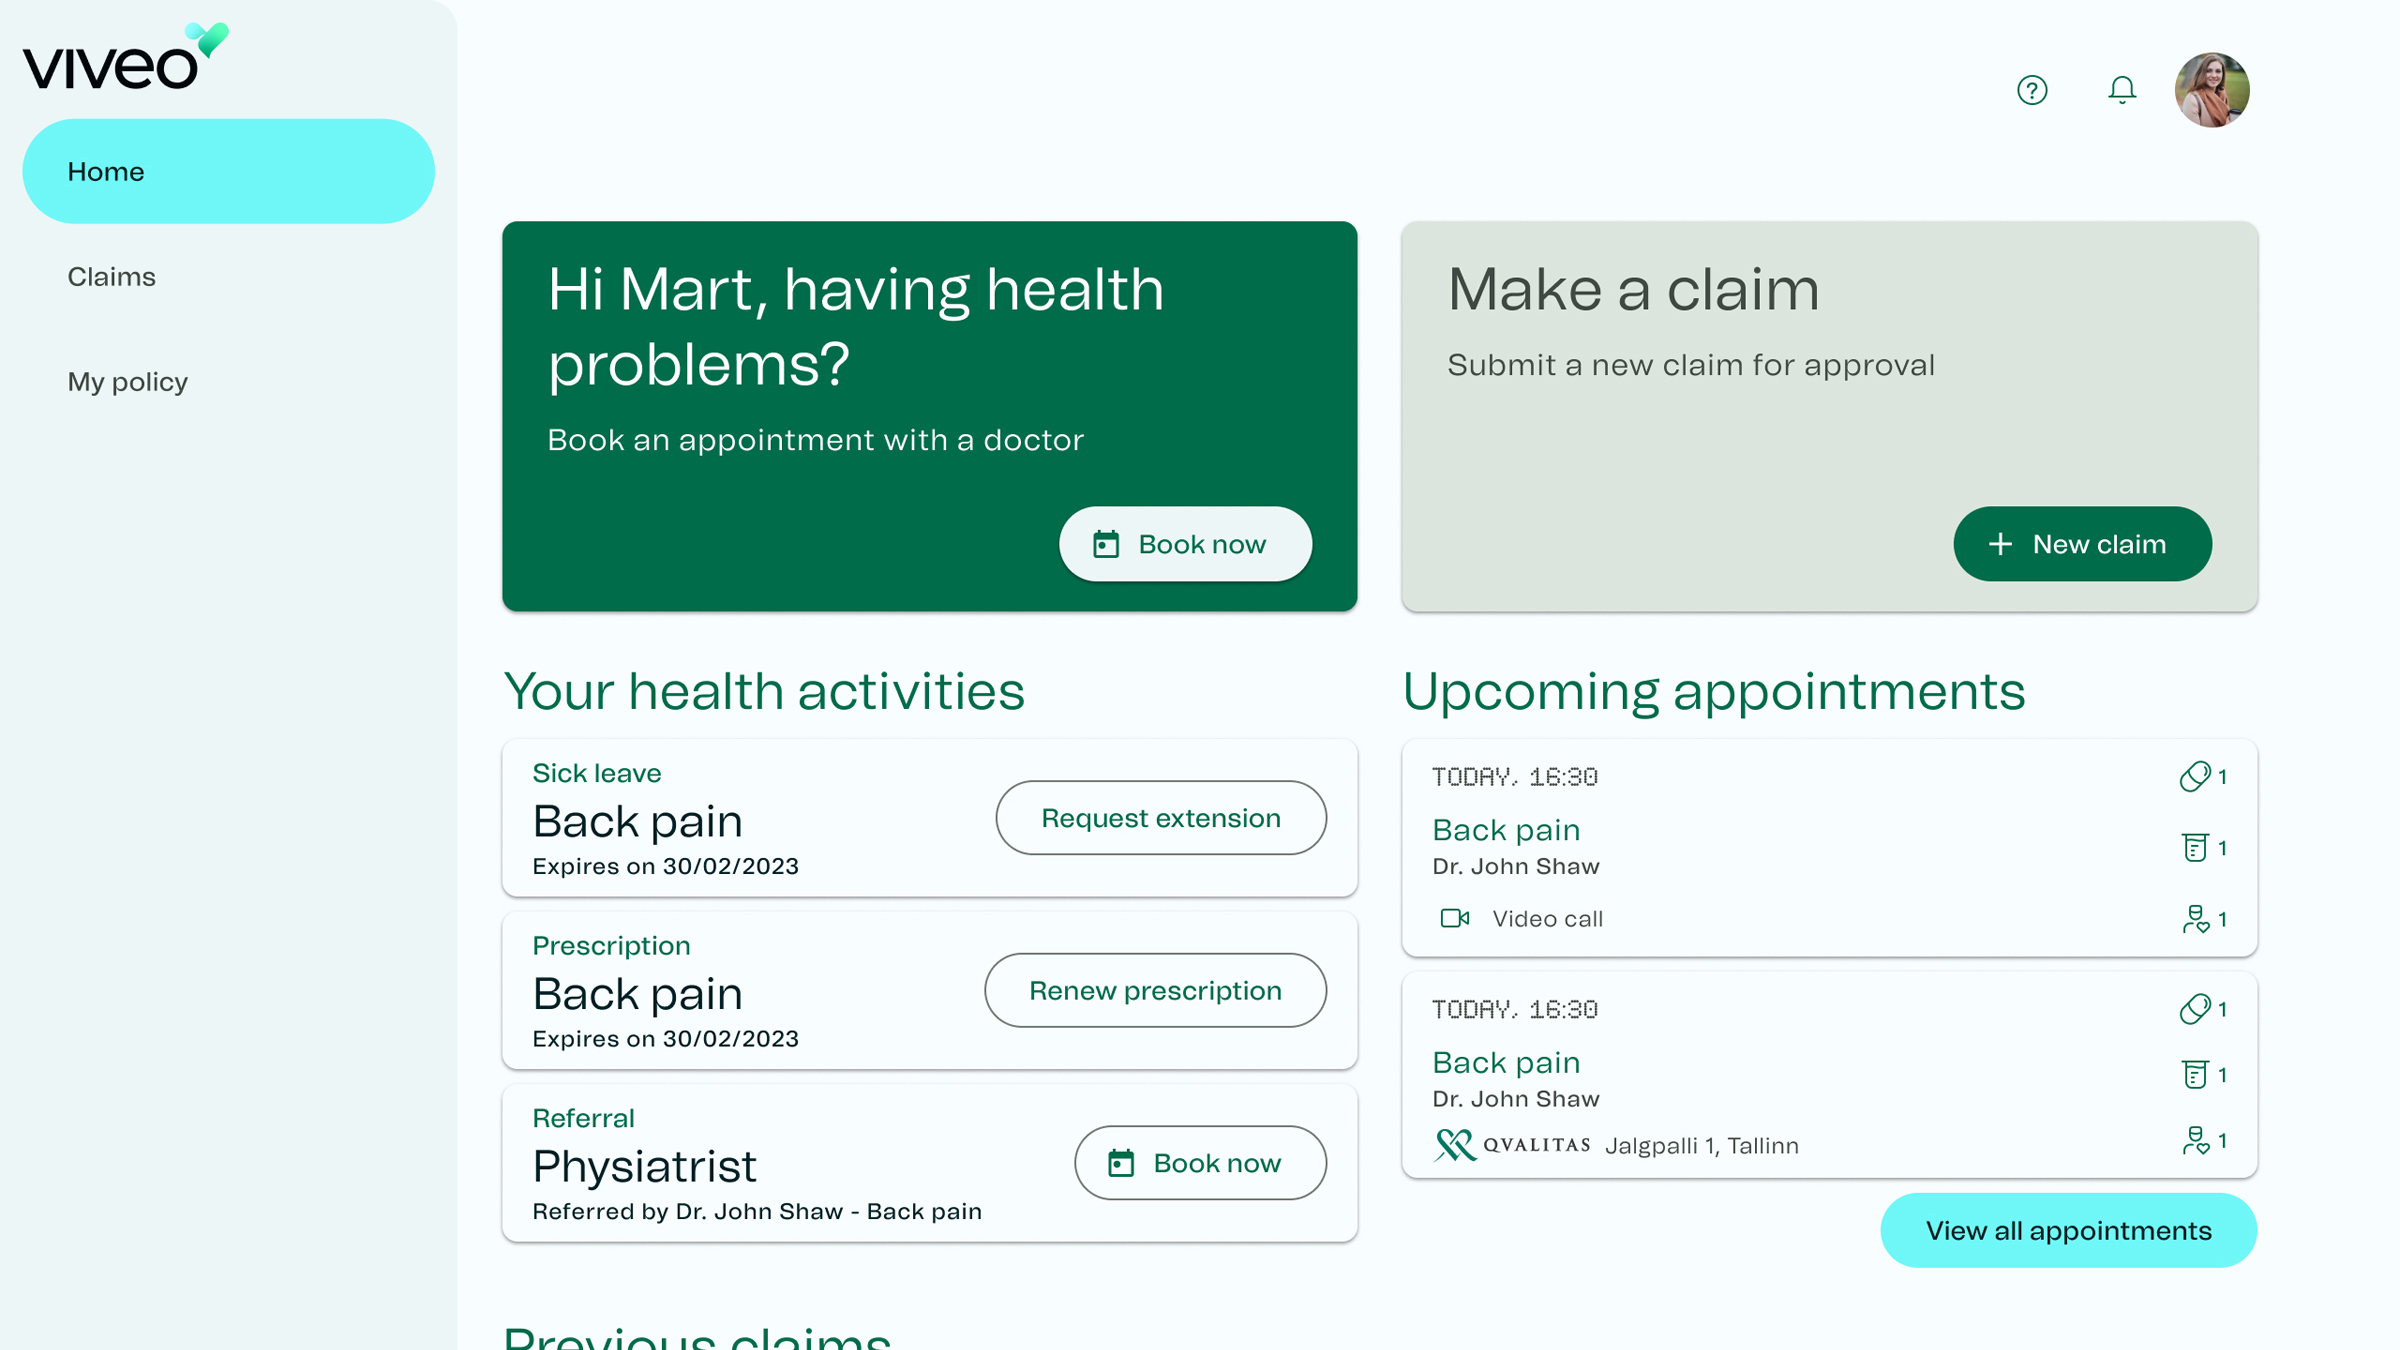 viveo
Home
Claims
My policy
Hi Mart, having health
problems?
Book an appointment with a doctor
Book now
Make a claim
Submit a new claim for approval
New claim
Your health activities
Sick leave
Back pain
Expires on 30/02/2023
Request extension
Prescription
Back pain
Expires on 30/02/2023
Renew prescription
Referral
Physiatrist
Referred by Dr. John Shaw - Back pain
Book now
Upcoming appointments
TODAY, 16:30
1
Back pain
1
Dr. John Shaw
Video call
1
TODAY, 16:30
1
Back pain
1
Dr. John Shaw
QVALITAS Jalgpalli 1, Tallinn
1
View all appointments
Previous claims